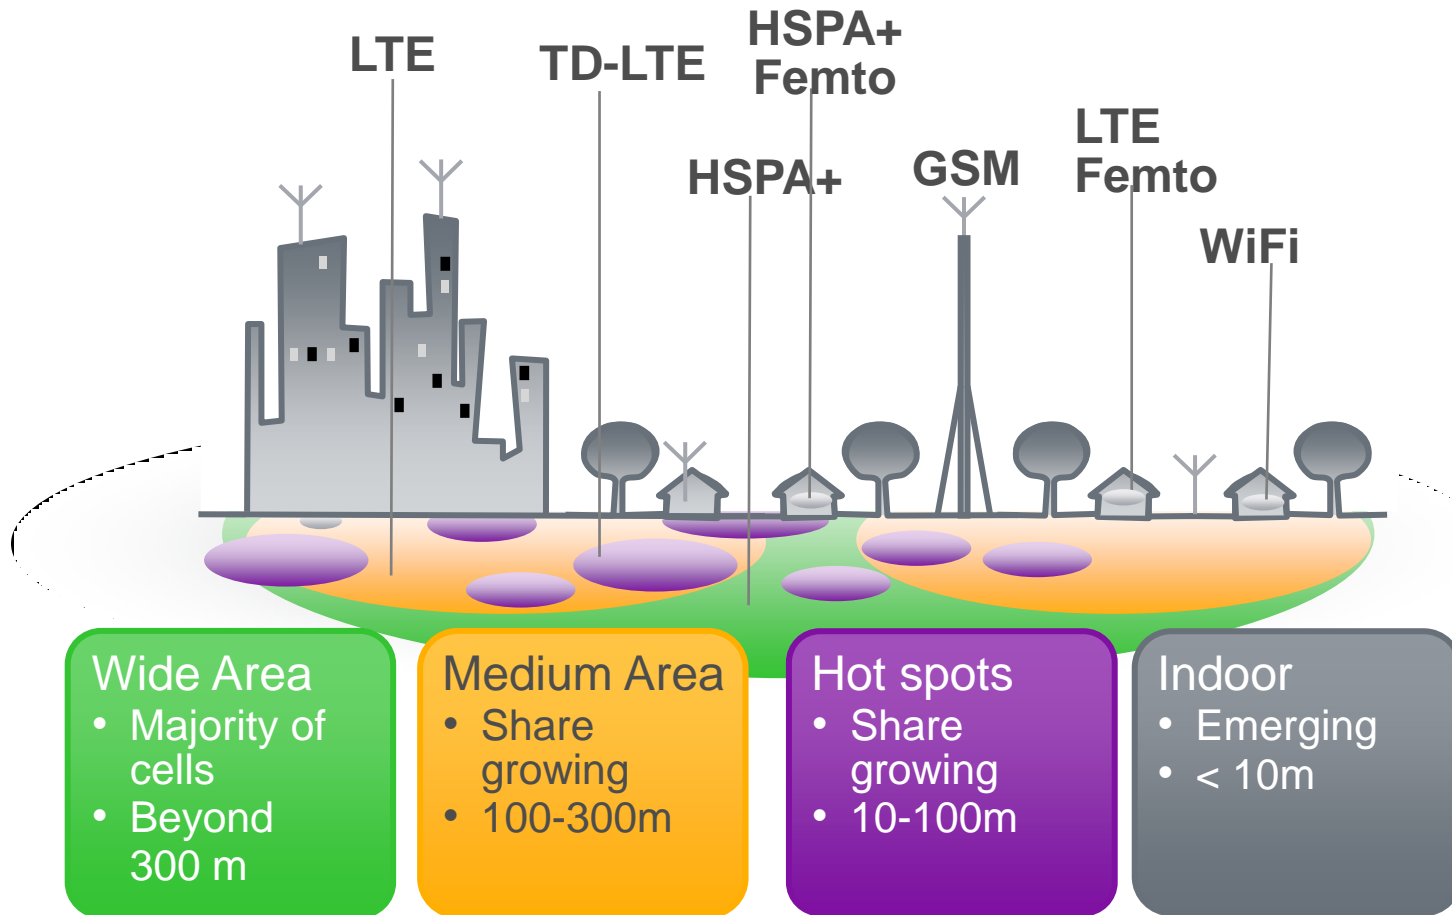 LTE
TD-LTE
HSPA+
Femto
HSPA+
GSM
LTE
Femto
WiFi
Wide Area
• Majority of
cells
• Beyond
300 m
Medium Area
• Share
growing
• 100-300m
Hot spots
• Share
growing
• 10-100m
Indoor
• Emerging
• < 10m